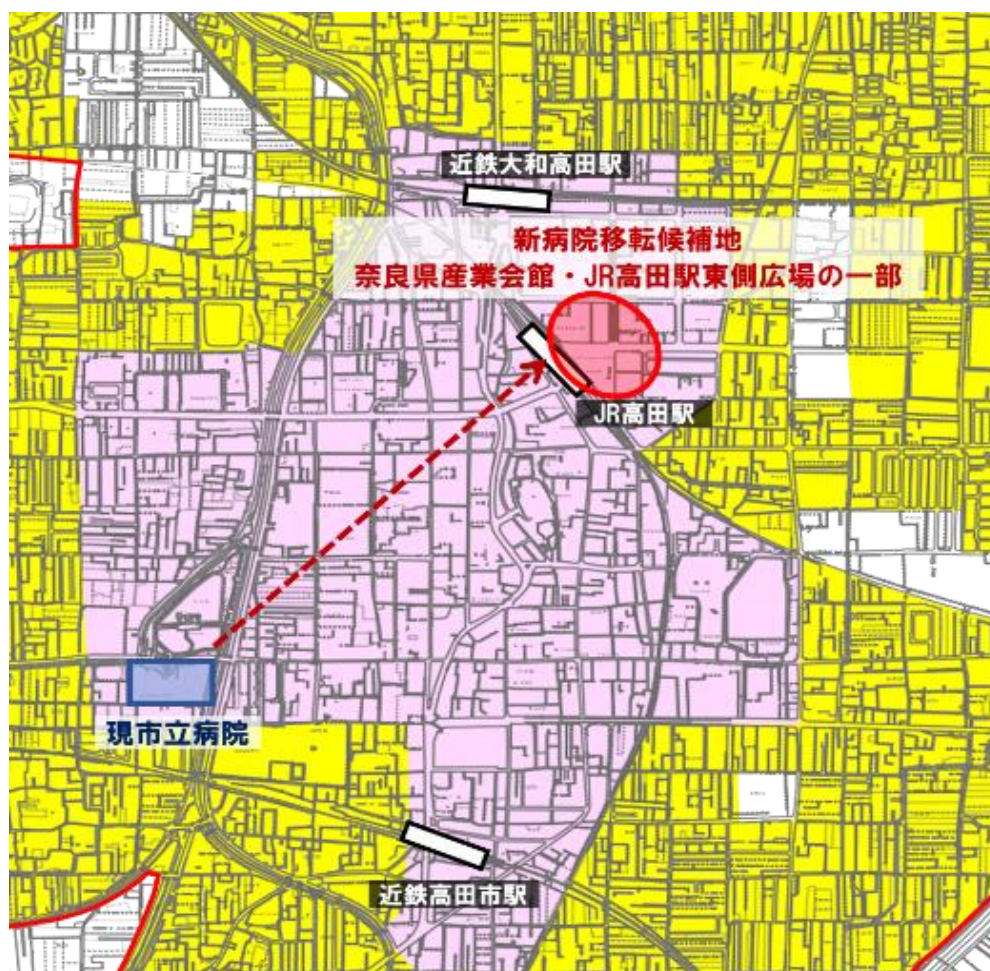 近鉄大和高田駅
新病院移転候補地
奈良県産業会館・JR高田駅東側広場の一部
JR高田駅
現市立病院
近鉄高田市駅